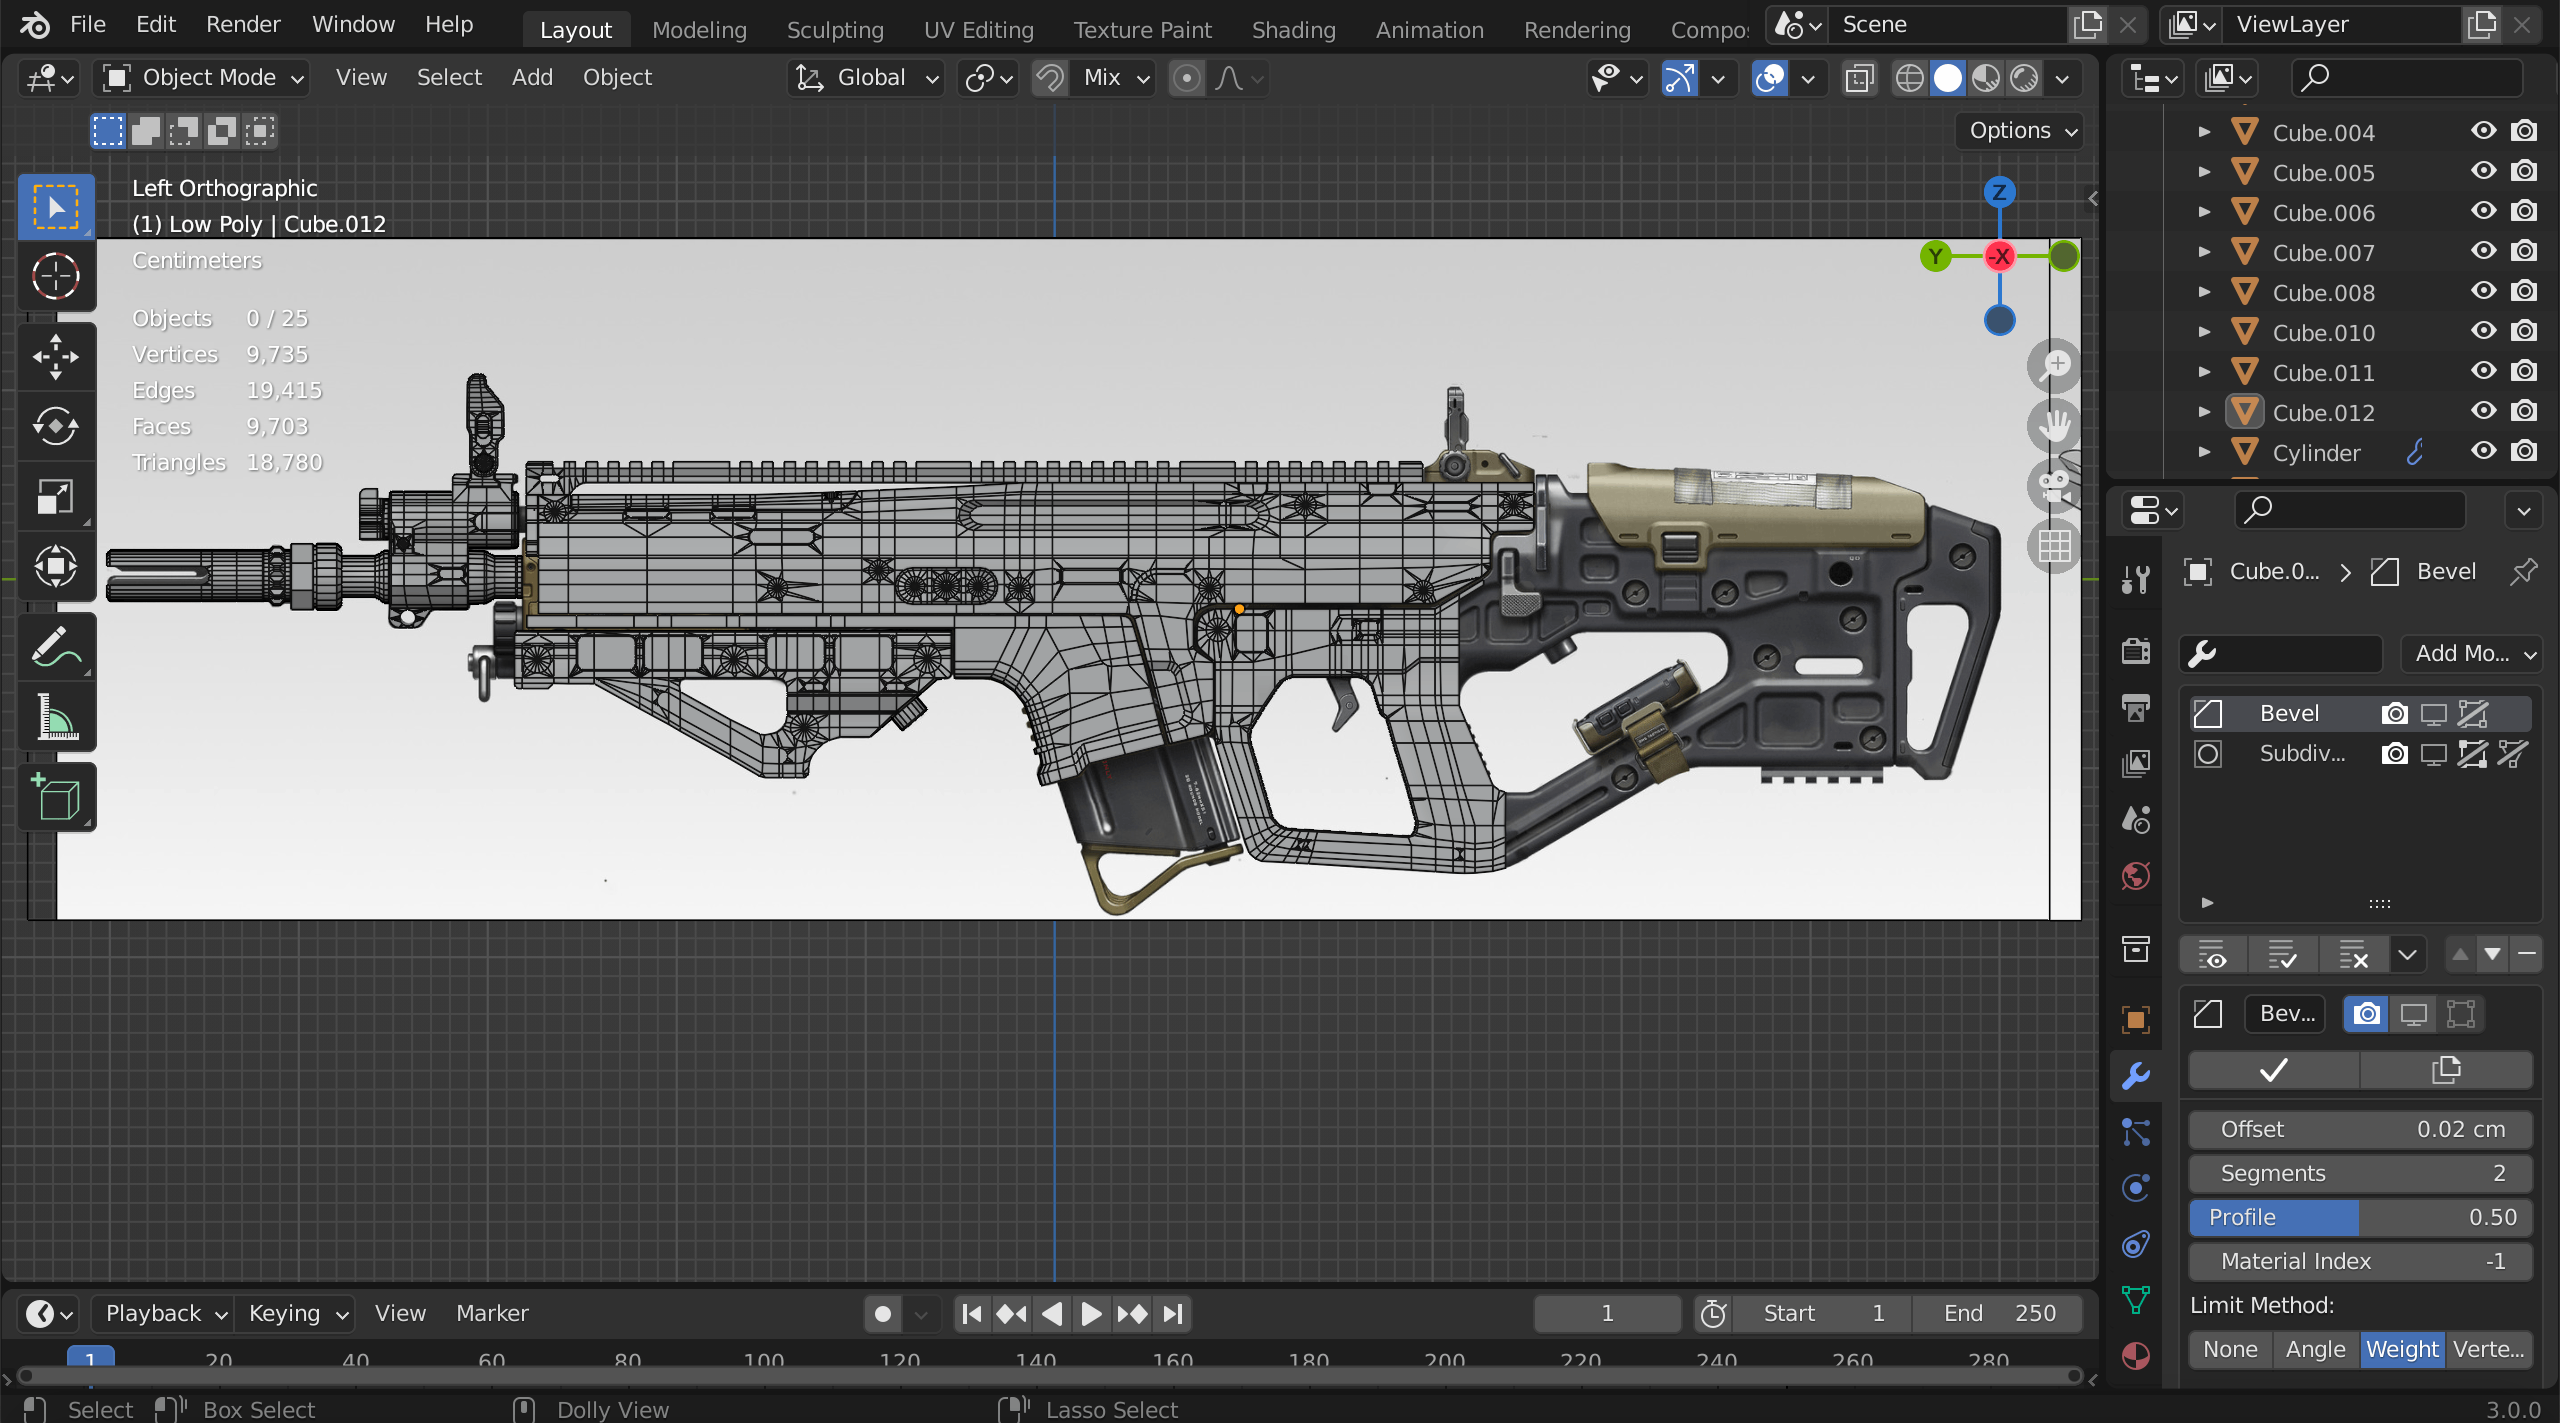 File Edit Render Window Help Layout Modeling Sculpting UV Editing Texture Paint Shading Animation Rendering Compos Scene ViewLayer
Object Mode View Select Add Object Global Mix
Options
Left Orthographic
(1) Low Poly | Cube.012
Centimeters
Objects 0 / 25
Vertices 9,735
Edges 19,415
Faces 9,703
Triangles 18,780
Z
Y
-X
Cube.004
Cube.005
Cube.006
Cube.007
Cube.008
Cube.010
Cube.011
Cube.012
Cylinder
Cube.0... Bevel
Add Mo...
Bevel
Subdiv...
Bev...
Offset 0.02 cm
Segments 2
Profile 0.50
Material Index -1
Limit Method:
None Angle Weight Verte...
Playback Keying View Marker 1 Start 1 End 250
1 20 40 60 80 100 120 140 160 180 200 220 240 260 280
Select Box Select Dolly View Lasso Select 3.0.0